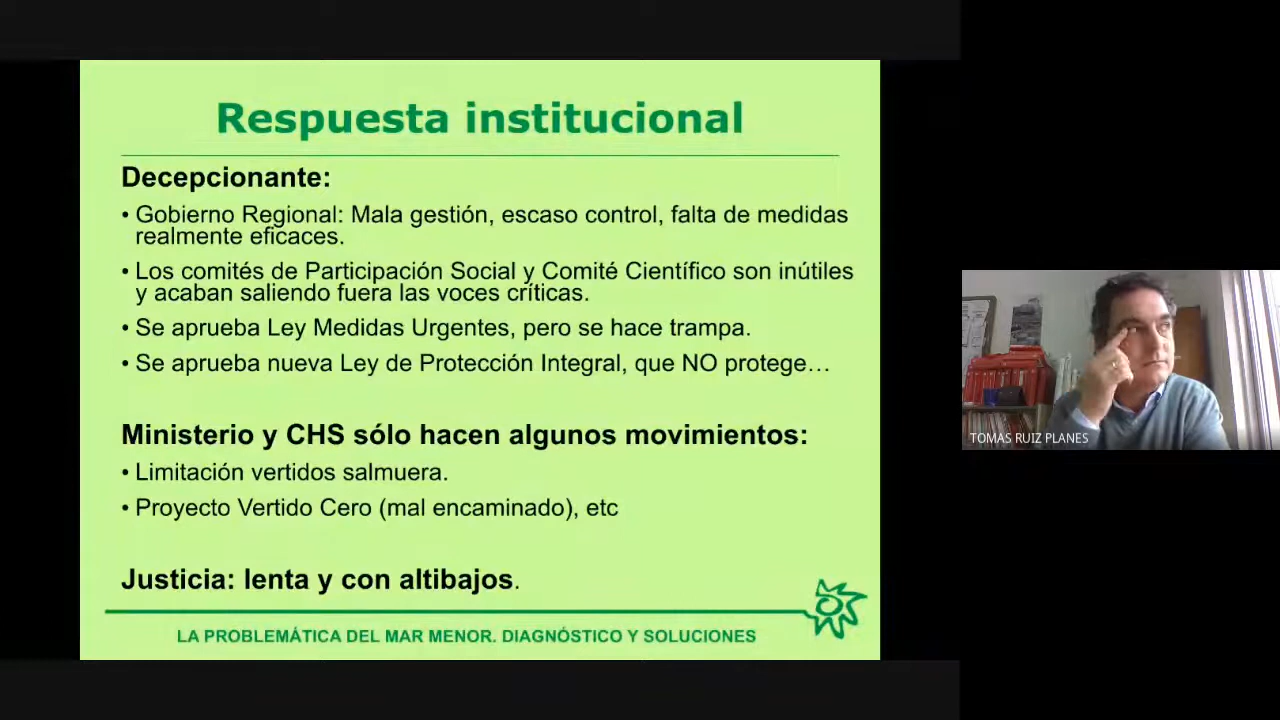 Respuesta institucional
Decepcionante:
• Gobierno Regional: Mala gestión, escaso control, falta de medidas
realmente eficaces.
• Los comités de Participación Social y Comité Científico son inútiles
y acaban saliendo fuera las voces críticas.
• Se aprueba Ley Medidas Urgentes, pero se hace trampa.
• Se aprueba nueva Ley de Protección Integral, que NO protege…
Ministerio y CHS sólo hacen algunos movimientos:
• Limitación vertidos salmuera.
• Proyecto Vertido Cero (mal encaminado), etc
Justicia: lenta y con altibajos.
LA PROBLEMÁTICA DEL MAR MENOR. DIAGNÓSTICO Y SOLUCIONES
TOMAS RUIZ PLANES